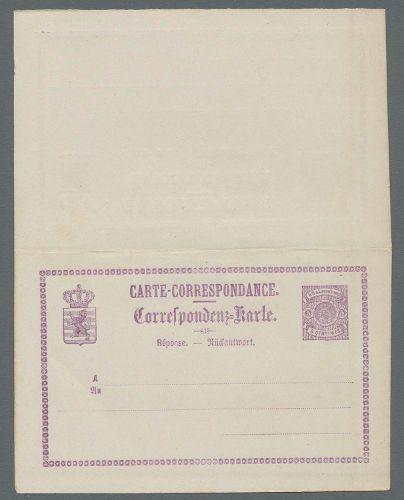 CARTE-CORRESPONDANCE.
Correspondenz-Karte.
Réponse. — Rückantwort.
A
An